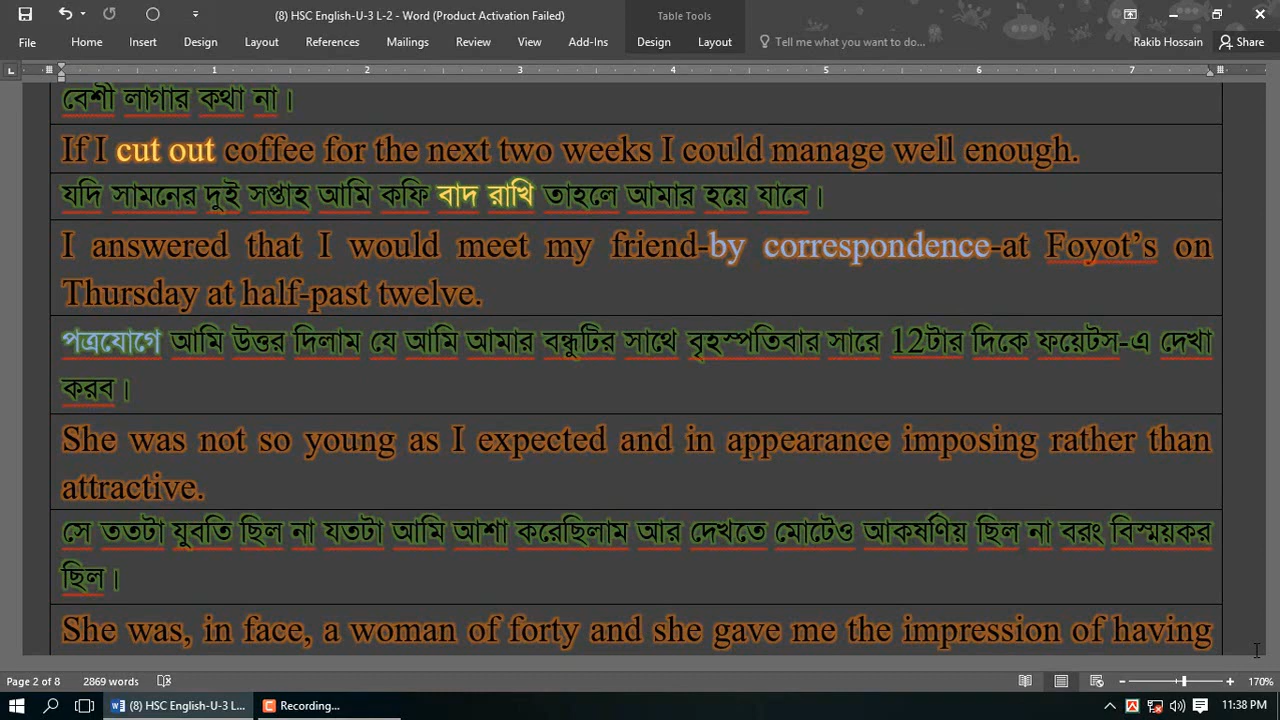 (8) HSC English-U-3 L-2 - Word (Product Activation Failed)
Table Tools
File Home Insert Design Layout References Mailings Review View Add-Ins Design Layout Tell me what you want to do... Rakib Hossain Share
L 1 2 3 4 5 6 7
বেশী লাগার কথা না।
If I cut out coffee for the next two weeks I could manage well enough.
যদি সামনের দুই সপ্তাহ আমি কফি বাদ রাখি তাহলে আমার হয়ে যাবে।
I answered that I would meet my friend-by correspondence-at Foyot’s on
Thursday at half-past twelve.
পত্রযোগে আমি উত্তর দিলাম যে আমি আমার বন্ধুটির সাথে বৃহস্পতিবার সারে 12টার দিকে ফয়েটস-এ দেখা
করব।
She was not so young as I expected and in appearance imposing rather than
attractive.
সে ততটা যুবতি ছিল না যতটা আমি আশা করেছিলাম আর দেখতে মোটেও আকর্ষণিয় ছিল না বরং বিস্ময়কর
ছিল।
She was, in face, a woman of forty and she gave me the impression of having
Page 2 of 8 2869 words 170%
(8) HSC English-U-3 L... Recording... 11:38 PM